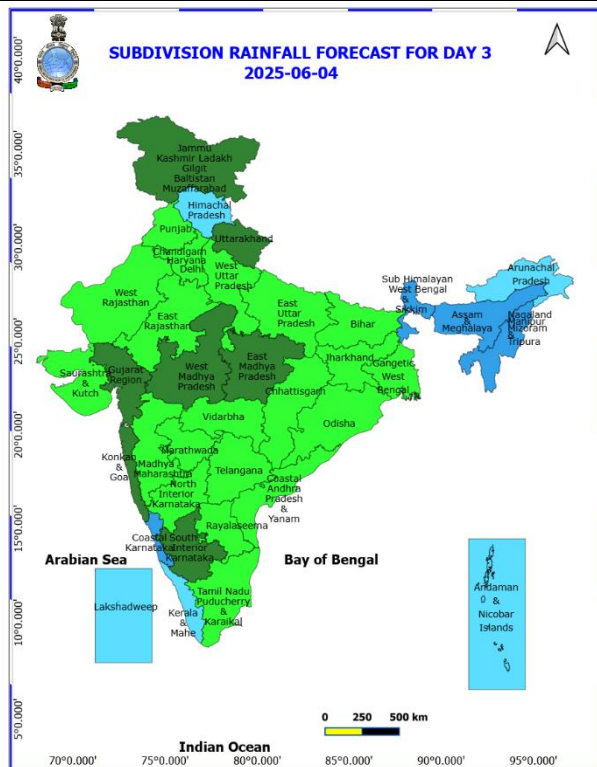 SUBDIVISION RAINFALL FORECAST FOR DAY 3
2025-06-04
40°0.000'
35°0.000'
30°0.000'
25°0.000'
20°0.000'
15°0.000'
10°0.000'
5°0.000'
Jammu
Kashmir Ladakh
Gilgit
Baltistan
Muzaffarabad
Himachal
Pradesh
Punjab
Uttarakhand
Chandigarh
Haryana
Delhi
West
Uttar
Pradesh
West
Rajasthan
East
Rajasthan
East
Uttar
Pradesh
Bihar
Sub Himalayan
West Bengal
&
Sikkim
Arunachal
Pradesh
Assam
&
Meghalaya
Nagaland
Manipur
Mizoram
&
Tripura
Saurashtra
&
Kutch
Gujarat
Region
West
Madhya
Pradesh
East
Madhya
Pradesh
Jharkhand
Gangetic
West
Bengal
Chhattisgarh
Vidarbha
Odisha
Konkan
&
Goa
Madhya
Maharashtra
Marathwada
Telangana
North
Interior
Karnataka
Coastal
Andhra
Pradesh
&
Yanam
Rayalaseema
Coastal
Karnataka
South
Interior
Karnataka
Arabian Sea
Bay of Bengal
Lakshadweep
Kerala
&
Mahe
Tamil Nadu
Puducherry
&
Karaikal
Andaman
&
Nicobar
Islands
0 250 500 km
Indian Ocean
70°0.000' 75°0.000' 80°0.000' 85°0.000' 90°0.000' 95°0.000'